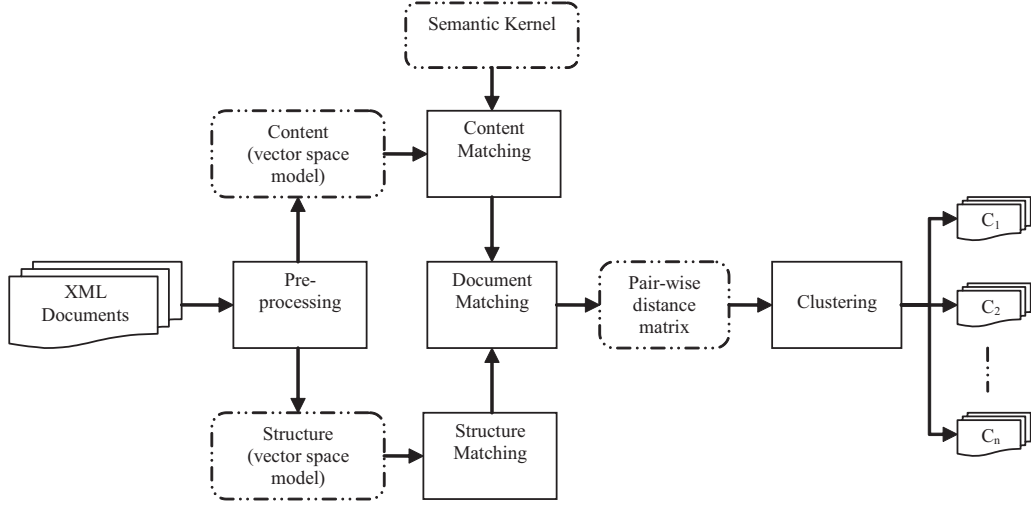 Semantic Kernel
Content
(vector space
model)
Content
Matching
XML
Documents
Pre-
processing
Document
Matching
Pair-wise
distance
matrix
Clustering
C1
C2
Cn
Structure
(vector space
model)
Structure
Matching